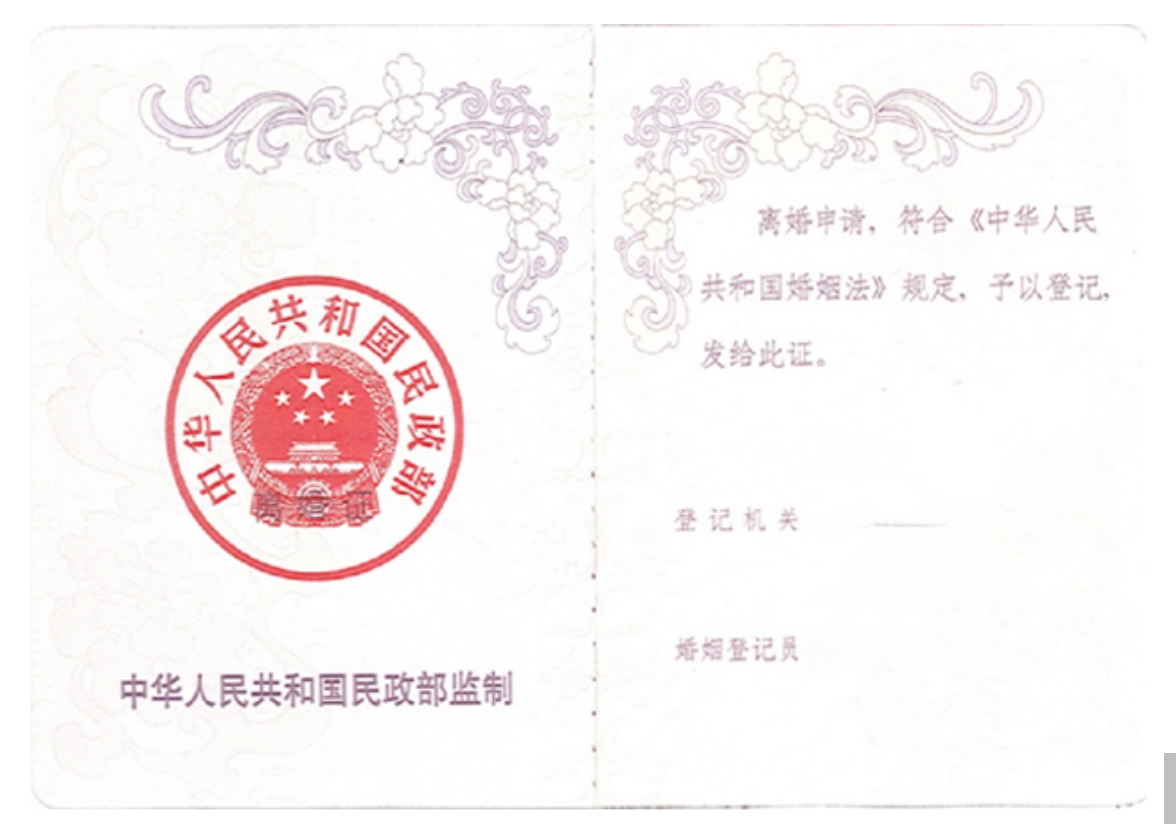 中华人民共和国民政部
离婚证
中华人民共和国民政部监制
离婚申请，符合《中华人民
共和国婚姻法》规定，予以登记，
发给此证。
登记机关
婚姻登记员